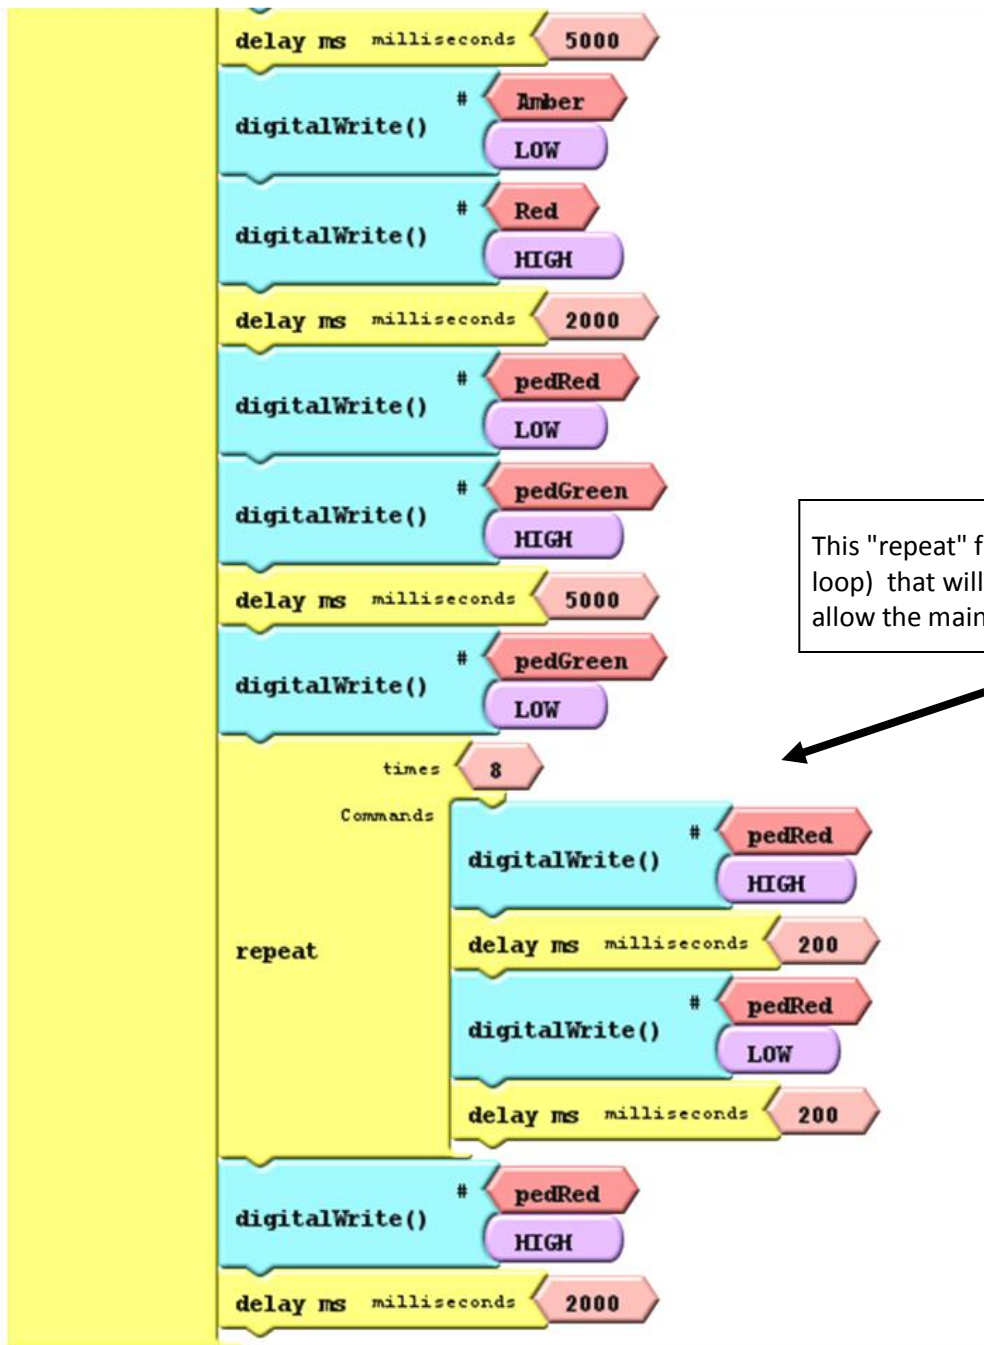 delay ms milliseconds 5000
# Amber
digitalWrite()
LOW
# Red
digitalWrite()
HIGH
delay ms milliseconds 2000
# pedRed
digitalWrite()
LOW
# pedGreen
digitalWrite()
HIGH
This "repeat" f
loop) that will
allow the main
delay ms milliseconds 5000
# pedGreen
digitalWrite()
LOW
times 8
Commands
# pedRed
digitalWrite()
HIGH
repeat
delay ms milliseconds 200
# pedRed
digitalWrite()
LOW
delay ms milliseconds 200
# pedRed
digitalWrite()
HIGH
delay ms milliseconds 2000